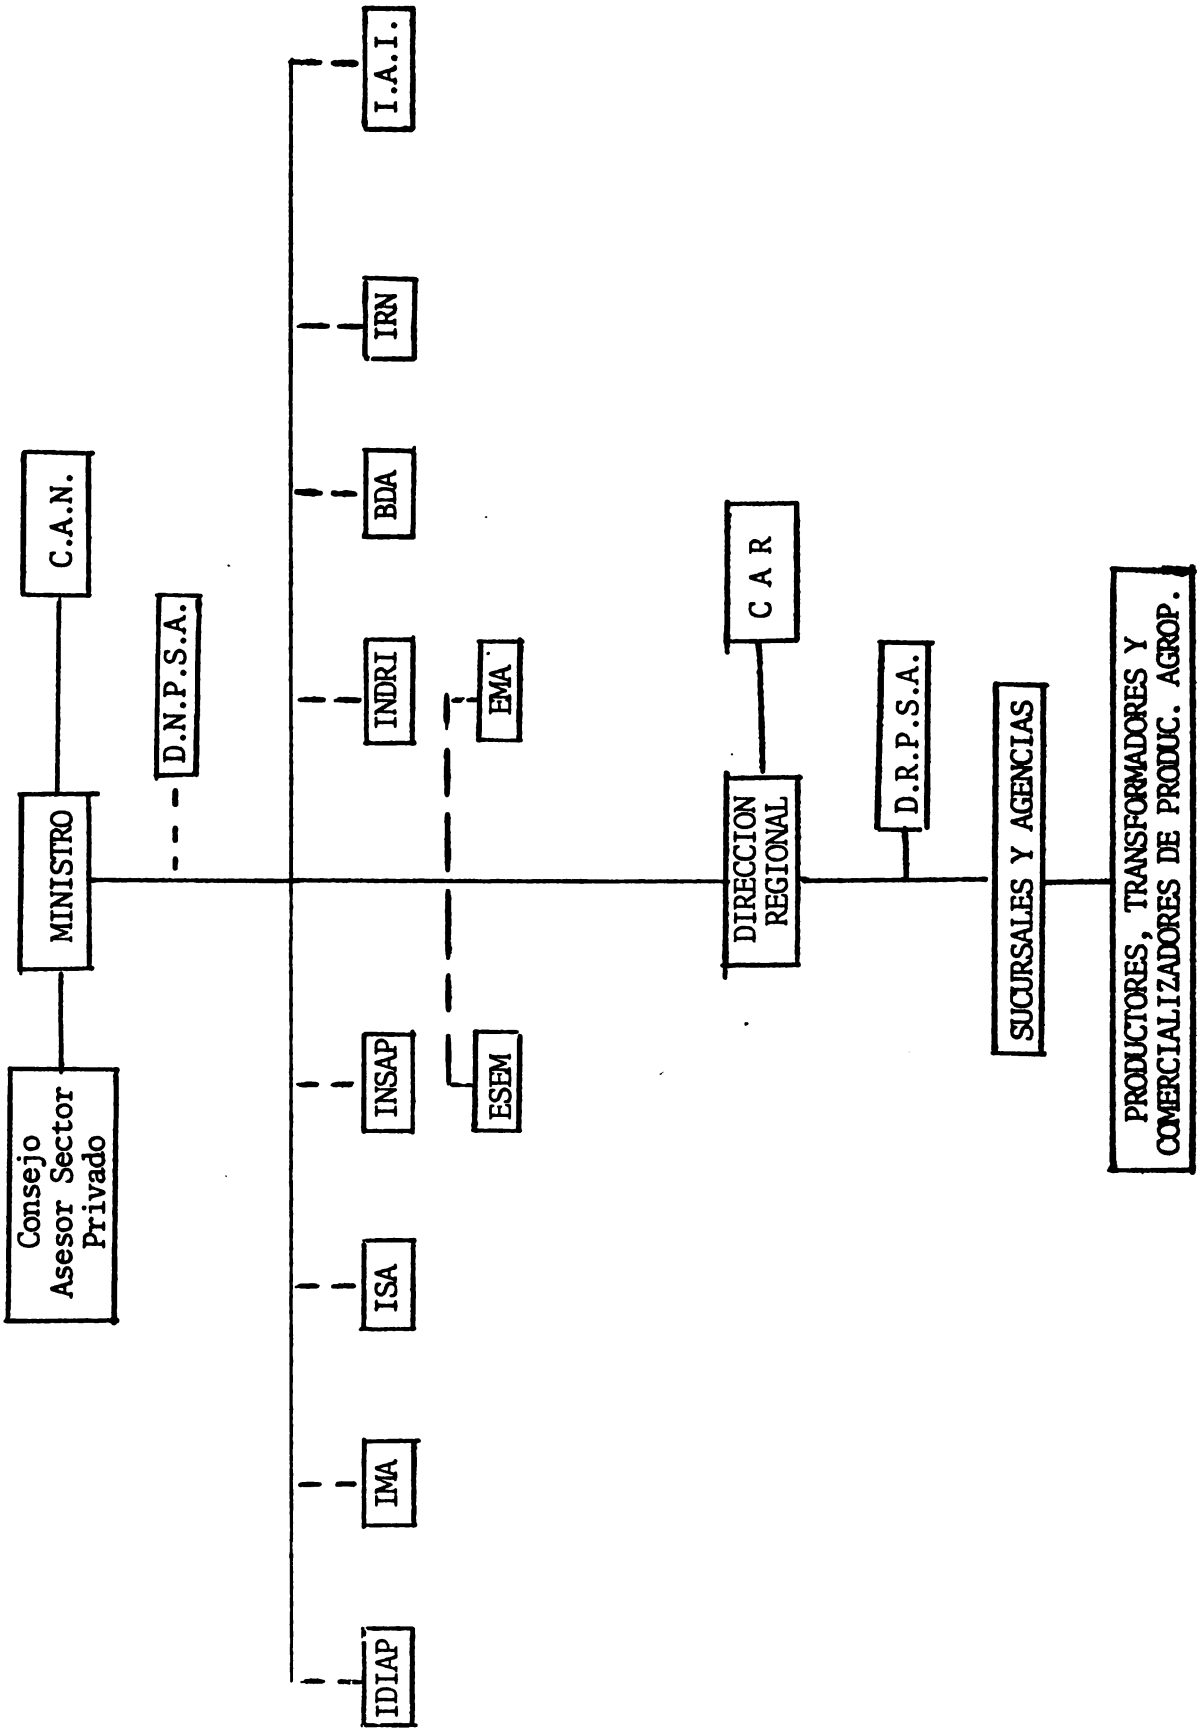 Consejo
Asesor Sector
Privado
MINISTRO
C.A.N.
D.N.P.S.A.
IDIAP
IMA
ISA
INSAP
INDRI
BDA
IRN
I.A.I.
ESEM
EMA
DIRECCION
REGIONAL
C A R
D.R.P.S.A.
SUCURSALES Y AGENCIAS
PRODUCTORES, TRANSFORMADORES Y
COMERCIALIZADORES DE PRODUC. AGROP.